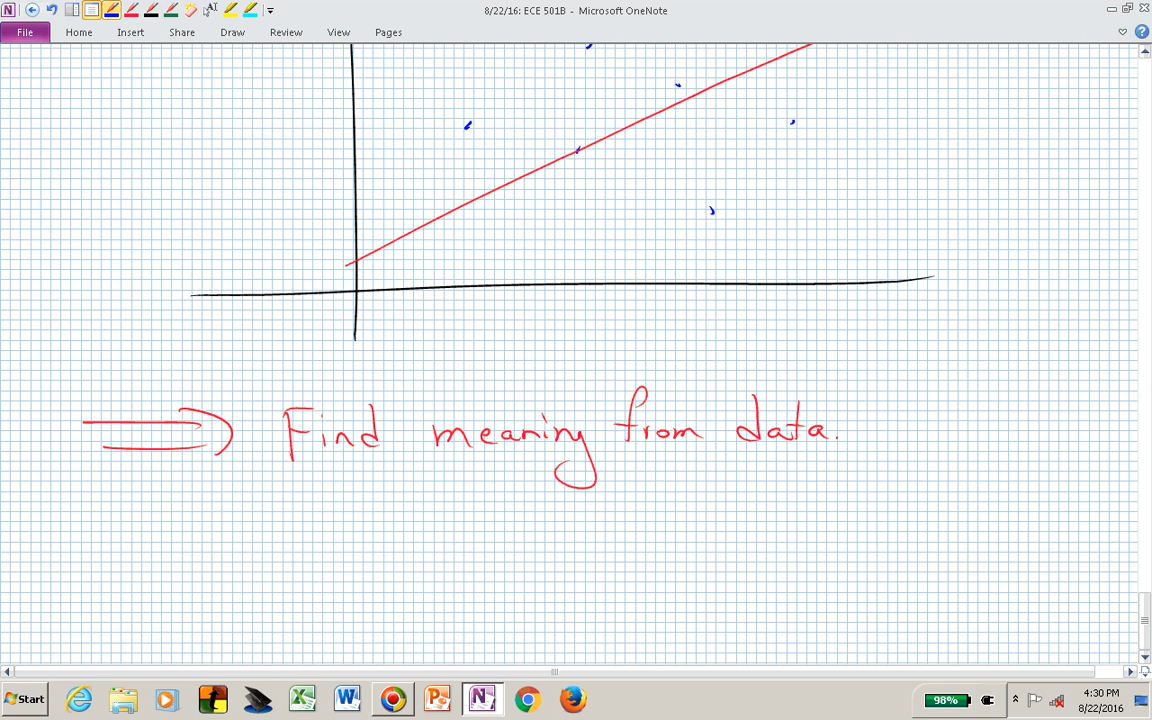 8/22/16: ECE 501B - Microsoft OneNote
File Home Insert Share Draw Review View Pages
Find meaning from data.
Start
98%
4:30 PM
8/22/2016